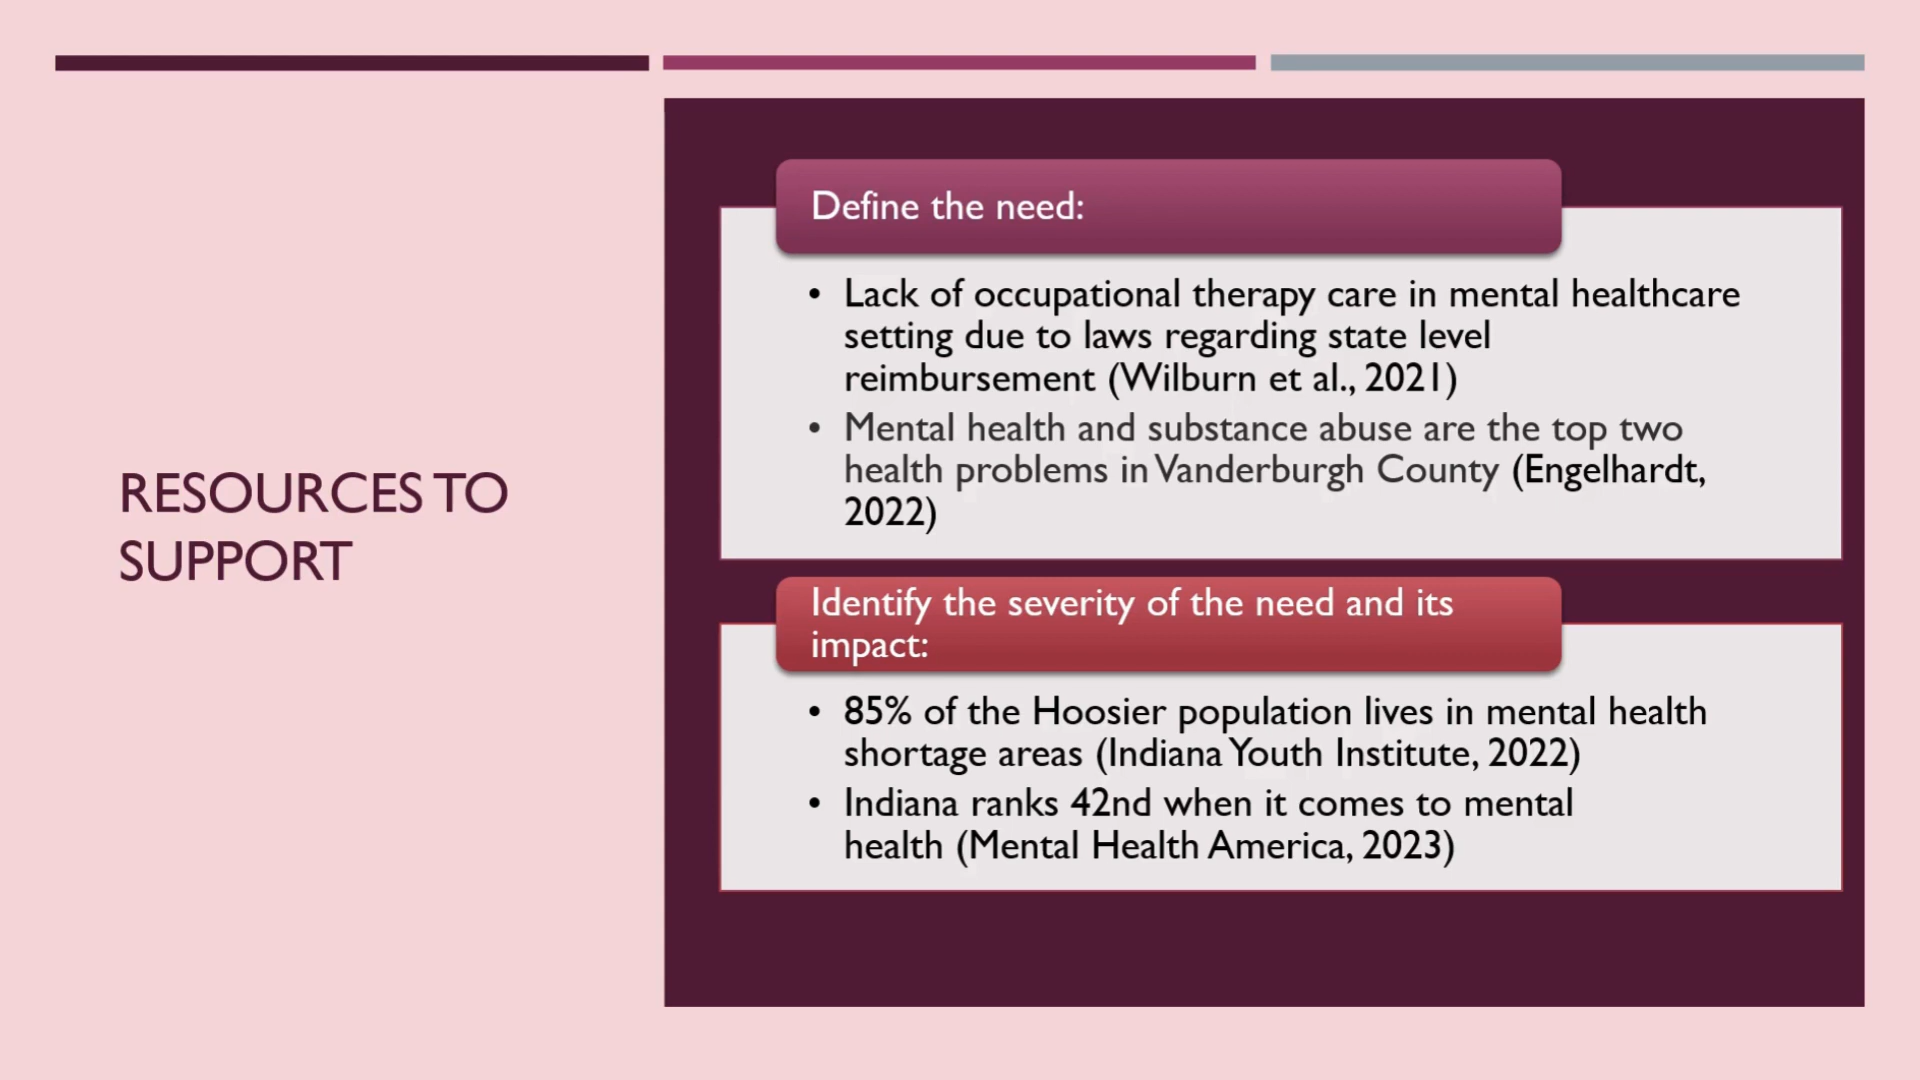 RESOURCES TO
SUPPORT
Define the need:
• Lack of occupational therapy care in mental healthcare
setting due to laws regarding state level
reimbursement (Wilburn et al., 2021)
• Mental health and substance abuse are the top two
health problems in Vanderburgh County (Engelhardt,
2022)
Identify the severity of the need and its
impact:
• 85% of the Hoosier population lives in mental health
shortage areas (Indiana Youth Institute, 2022)
• Indiana ranks 42nd when it comes to mental
health (Mental Health America, 2023)